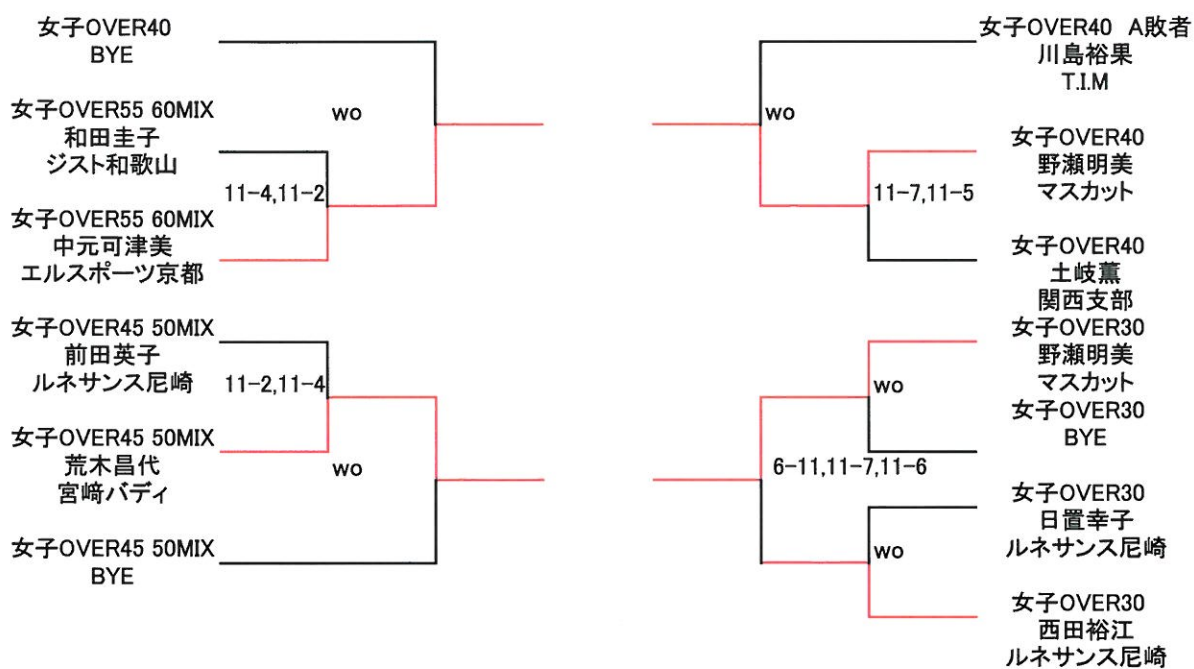 女子OVER40
BYE
女子OVER55 60MIX
和田圭子
ジスト和歌山
wo
11-4,11-2
女子OVER55 60MIX
中元可津美
エルスポーツ京都
女子OVER45 50MIX
前田英子
ルネサンス尼崎
11-2,11-4
女子OVER45 50MIX
荒木昌代
宮﨑バディ
wo
女子OVER45 50MIX
BYE
女子OVER40 A敗者
川島裕果
T.I.M
wo
女子OVER40
野瀬明美
マスカット
11-7,11-5
女子OVER40
土岐薫
関西支部
女子OVER30
野瀬明美
マスカット
wo
女子OVER30
BYE
6-11,11-7,11-6
女子OVER30
日置幸子
ルネサンス尼崎
wo
女子OVER30
西田裕江
ルネサンス尼崎